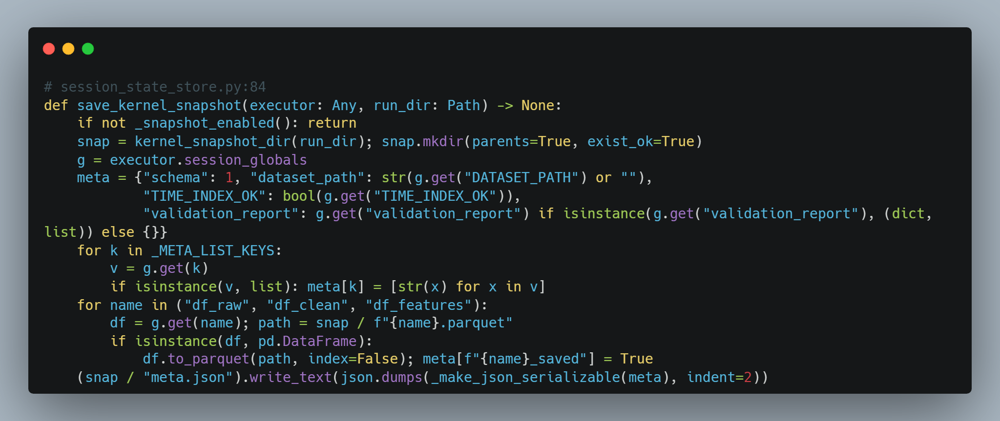 # session_state_store.py:84
def save_kernel_snapshot(executor: Any, run_dir: Path) -> None:
    if not _snapshot_enabled(): return
    snap = kernel_snapshot_dir(run_dir); snap.mkdir(parents=True, exist_ok=True)
    g = executor.session_globals
    meta = {"schema": 1, "dataset_path": str(g.get("DATASET_PATH") or ""),
            "TIME_INDEX_OK": bool(g.get("TIME_INDEX_OK")),
            "validation_report": g.get("validation_report") if isinstance(g.get("validation_report"), (dict,
list)) else {}}
    for k in _META_LIST_KEYS:
        v = g.get(k)
        if isinstance(v, list): meta[k] = [str(x) for x in v]
    for name in ("df_raw", "df_clean", "df_features"):
        df = g.get(name); path = snap / f"{name}.parquet"
        if isinstance(df, pd.DataFrame):
            df.to_parquet(path, index=False); meta[f"{name}_saved"] = True
    (snap / "meta.json").write_text(json.dumps(_make_json_serializable(meta), indent=2))